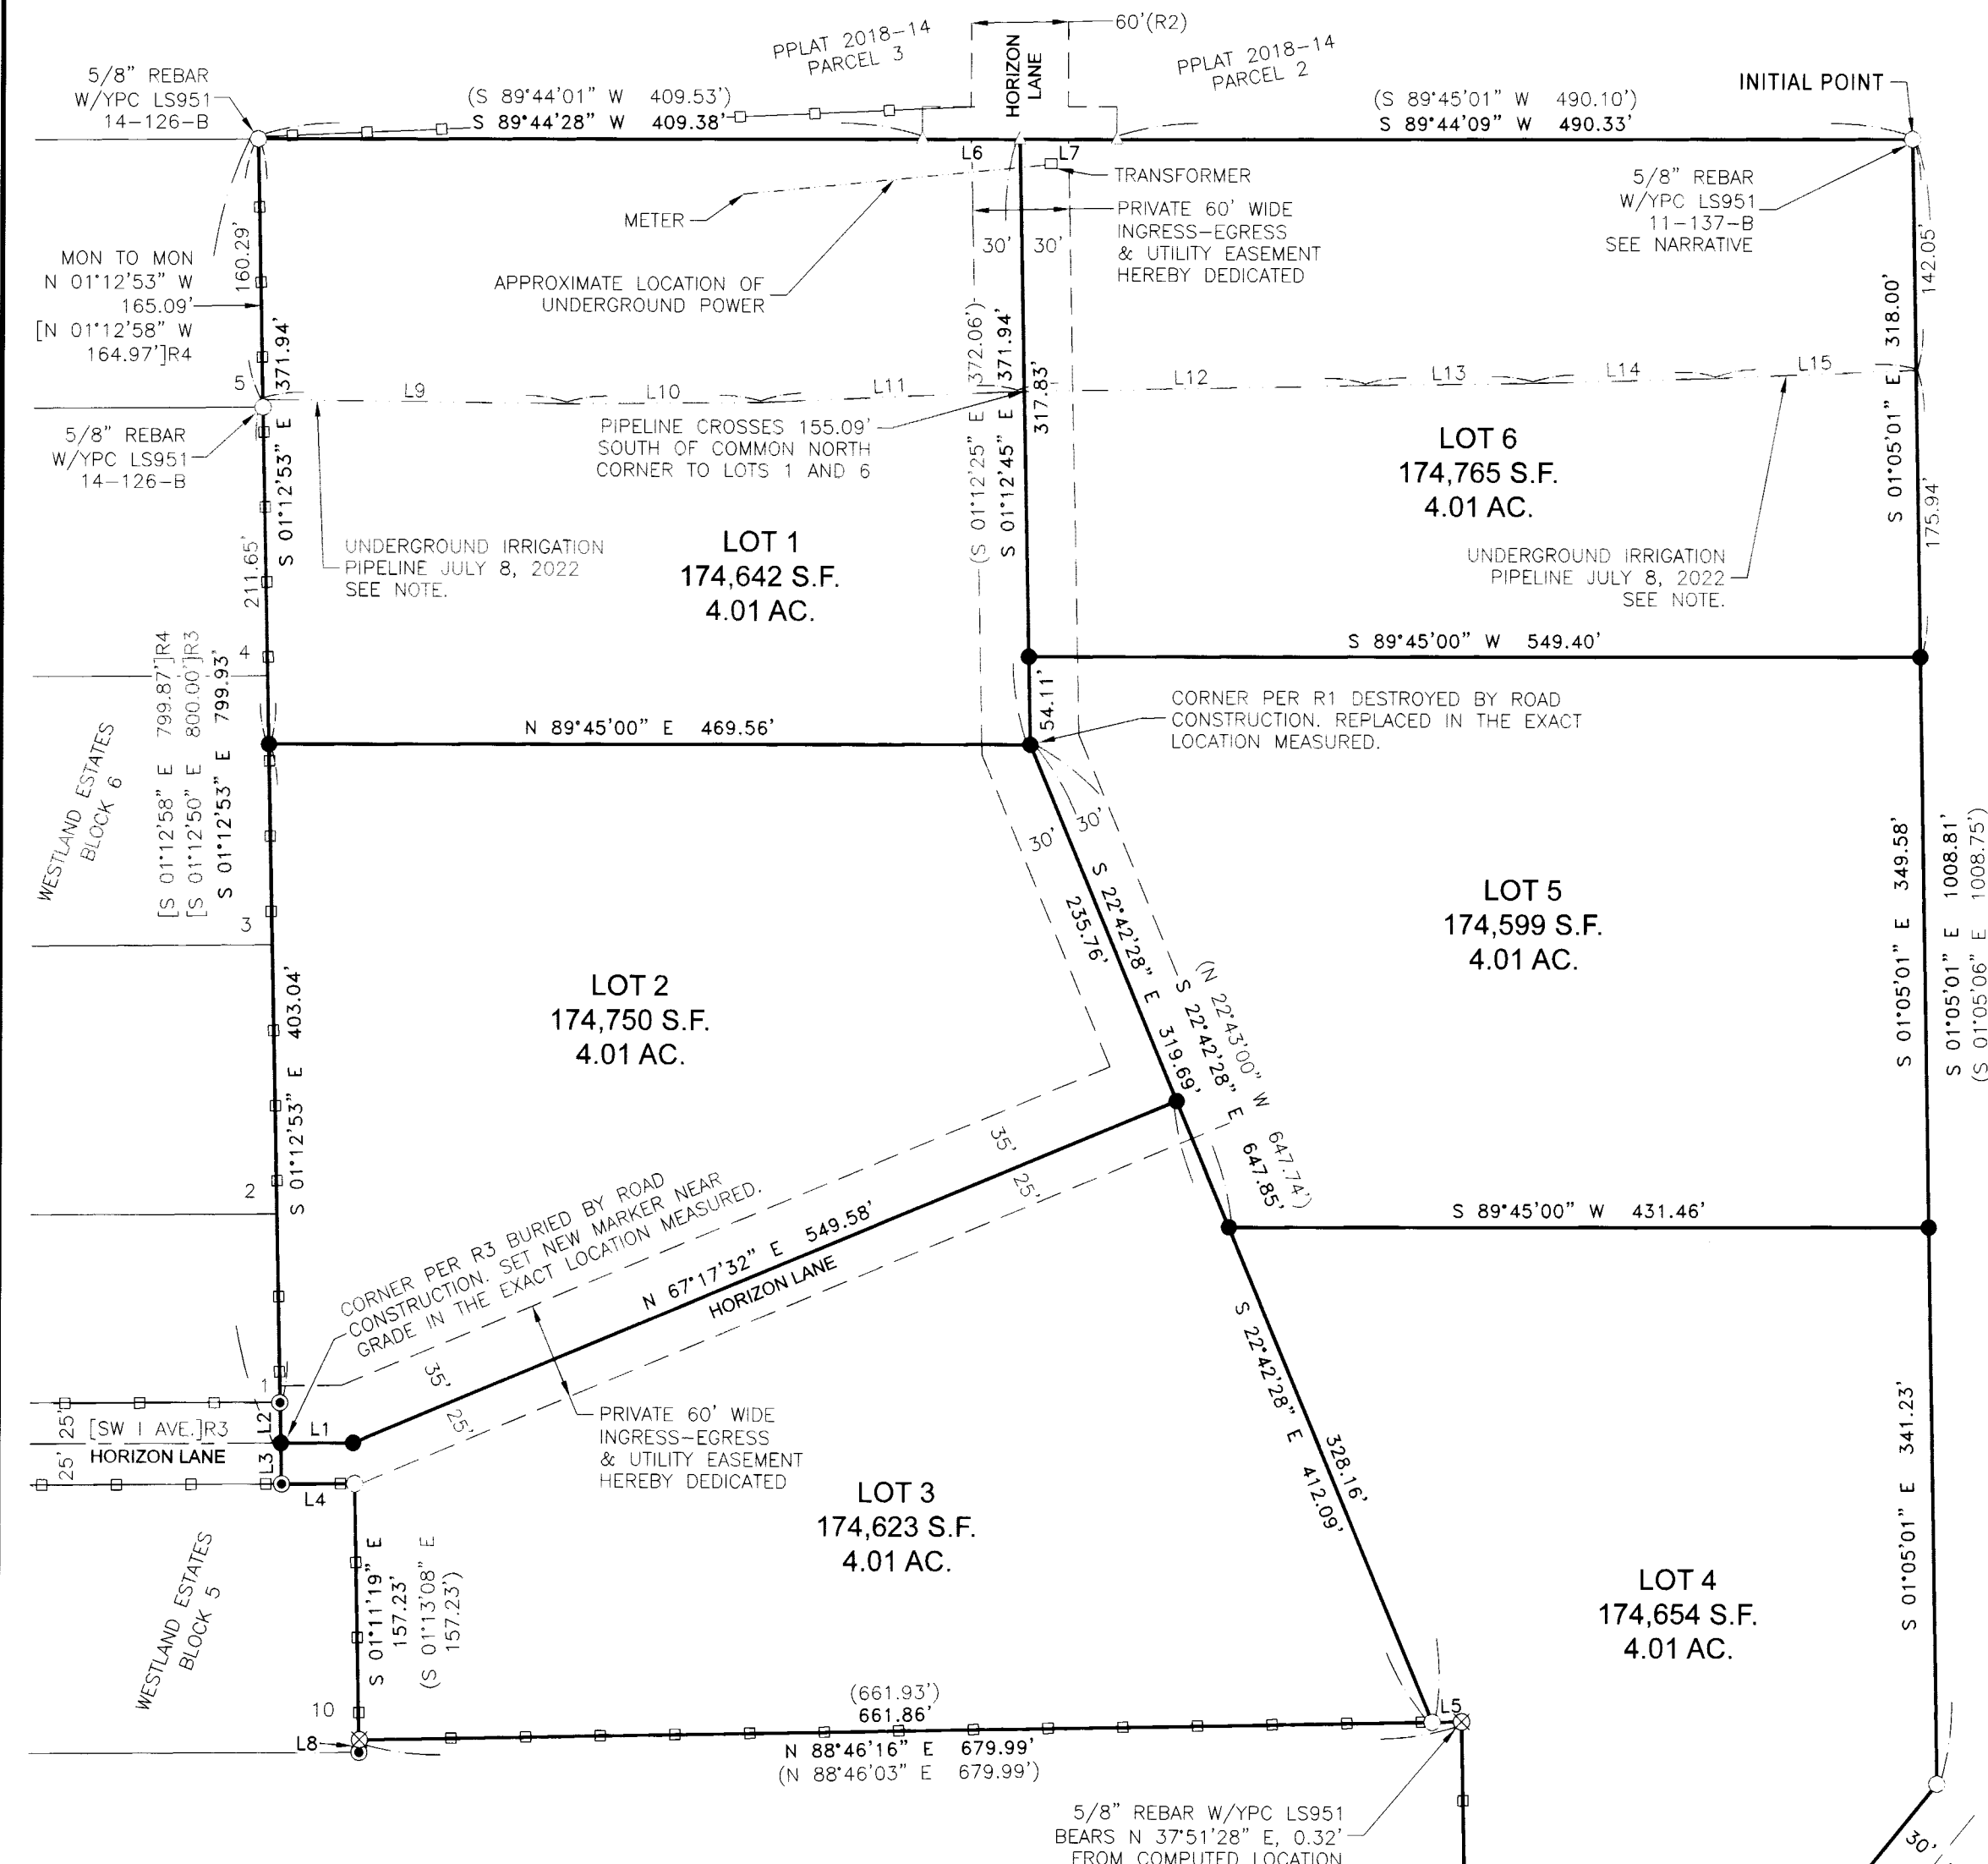 PPLAT 2018-14
PARCEL 3
HORIZON
LANE
60'(R2)
PPLAT 2018-14
PARCEL 2
INITIAL POINT
5/8" REBAR
W/YPC LS951
14-126-B
(S 89°44'01" W 409.53')
S 89°44'28" W 409.38'
(S 89°45'01" W 490.10')
S 89°44'09" W 490.33'
L6
L7
TRANSFORMER
METER
PRIVATE 60' WIDE
INGRESS-EGRESS
& UTILITY EASEMENT
HEREBY DEDICATED
30'
30'
5/8" REBAR
W/YPC LS951
11-137-B
SEE NARRATIVE
142.05'
S 01°05'01" E 318.00'
175.94'
160.29'
MON TO MON
N 01°12'53" W
165.09'
[N 01°12'58" W
164.97']R4
APPROXIMATE LOCATION OF
UNDERGROUND POWER
5
S 01°12'53" E 371.94'
L9
L10
L11
L12
L13
L14
L15
(S 01°12'25" E 372.06')
S 01°12'45" E 371.94'
317.83'
PIPELINE CROSSES 155.09'
SOUTH OF COMMON NORTH
CORNER TO LOTS 1 AND 6
5/8" REBAR
W/YPC LS951
14-126-B
LOT 6
174,765 S.F.
4.01 AC.
UNDERGROUND IRRIGATION
PIPELINE JULY 8, 2022
SEE NOTE.
LOT 1
174,642 S.F.
4.01 AC.
UNDERGROUND IRRIGATION
PIPELINE JULY 8, 2022
SEE NOTE.
211.65'
4
S 89°45'00" W 549.40'
54.11'
N 89°45'00" E 469.56'
CORNER PER R1 DESTROYED BY ROAD
CONSTRUCTION. REPLACED IN THE EXACT
LOCATION MEASURED.
WESTLAND ESTATES
BLOCK 6
[S 01°12'58" E 799.87']R4
[S 01°12'50" E 800.00']R3
S 01°12'53" E 799.93'
3
30'
30'
S 22°42'28" E 319.69'
235.76'
(N 22°43'00" W 647.74')
S 22°42'28" E 647.85'
LOT 5
174,599 S.F.
4.01 AC.
S 01°05'01" E 349.58'
S 01°05'01" E 1008.81'
(S 01°05'06" E 1008.75')
LOT 2
174,750 S.F.
4.01 AC.
S 01°12'53" E 403.04'
2
35'
25'
CORNER PER R3 BURIED BY ROAD
CONSTRUCTION. SET NEW MARKER NEAR
GRADE IN THE EXACT LOCATION MEASURED.
N 67°17'32" E 549.58'
HORIZON LANE
S 89°45'00" W 431.46'
S 22°42'28" E 412.09'
328.16'
35'
25'
1
25'
[SW I AVE.]R3
25'
HORIZON LANE
L2
L1
L3
L4
PRIVATE 60' WIDE
INGRESS-EGRESS
& UTILITY EASEMENT
HEREBY DEDICATED
LOT 3
174,623 S.F.
4.01 AC.
S 01°05'01" E 341.23'
WESTLAND ESTATES
BLOCK 5
S 01°11'19" E
157.23'
(S 01°13'08" E
157.23')
LOT 4
174,654 S.F.
4.01 AC.
10
L8
(661.93')
661.86'
N 88°46'16" E 679.99'
(N 88°46'03" E 679.99')
L5
5/8" REBAR W/YPC LS951
BEARS N 37°51'28" E, 0.32'
FROM COMPUTED LOCATION
30'